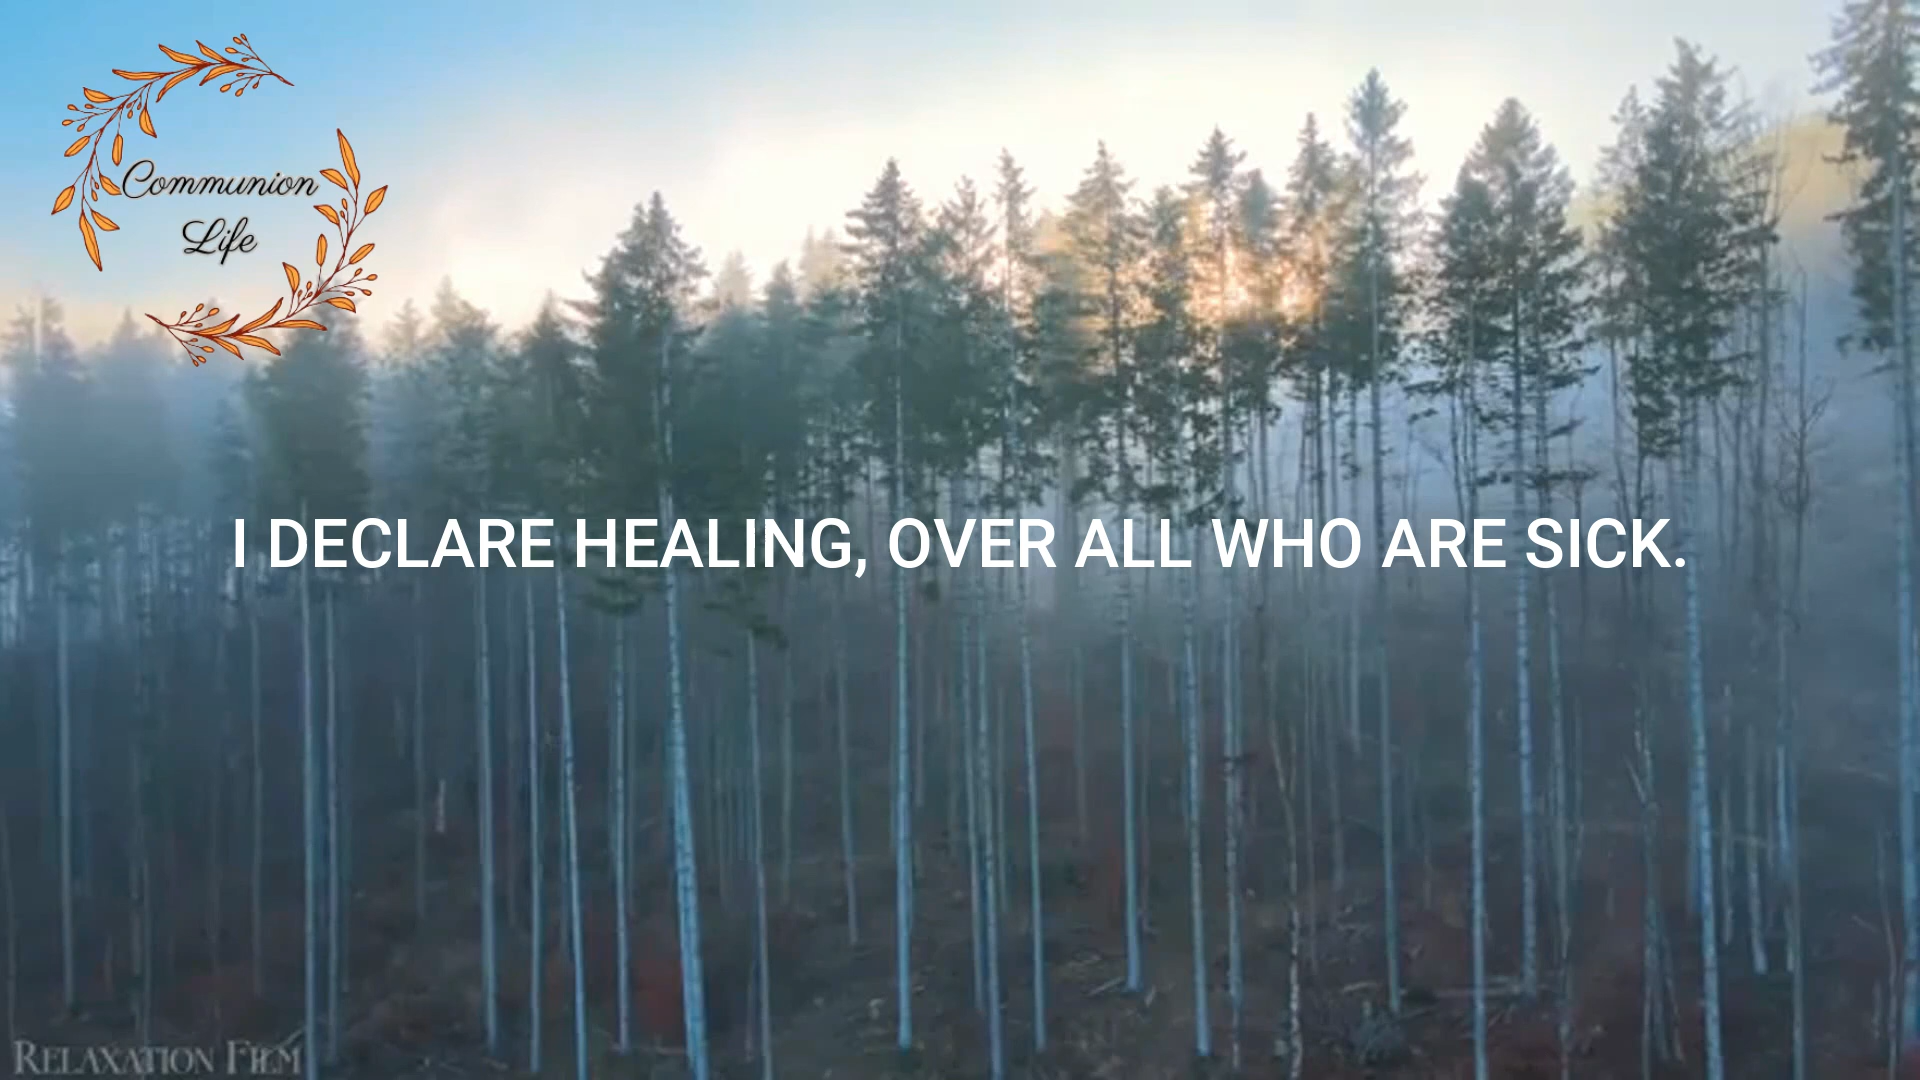 Communion
Life
I DECLARE HEALING, OVER ALL WHO ARE SICK.
RELAXATION FILM